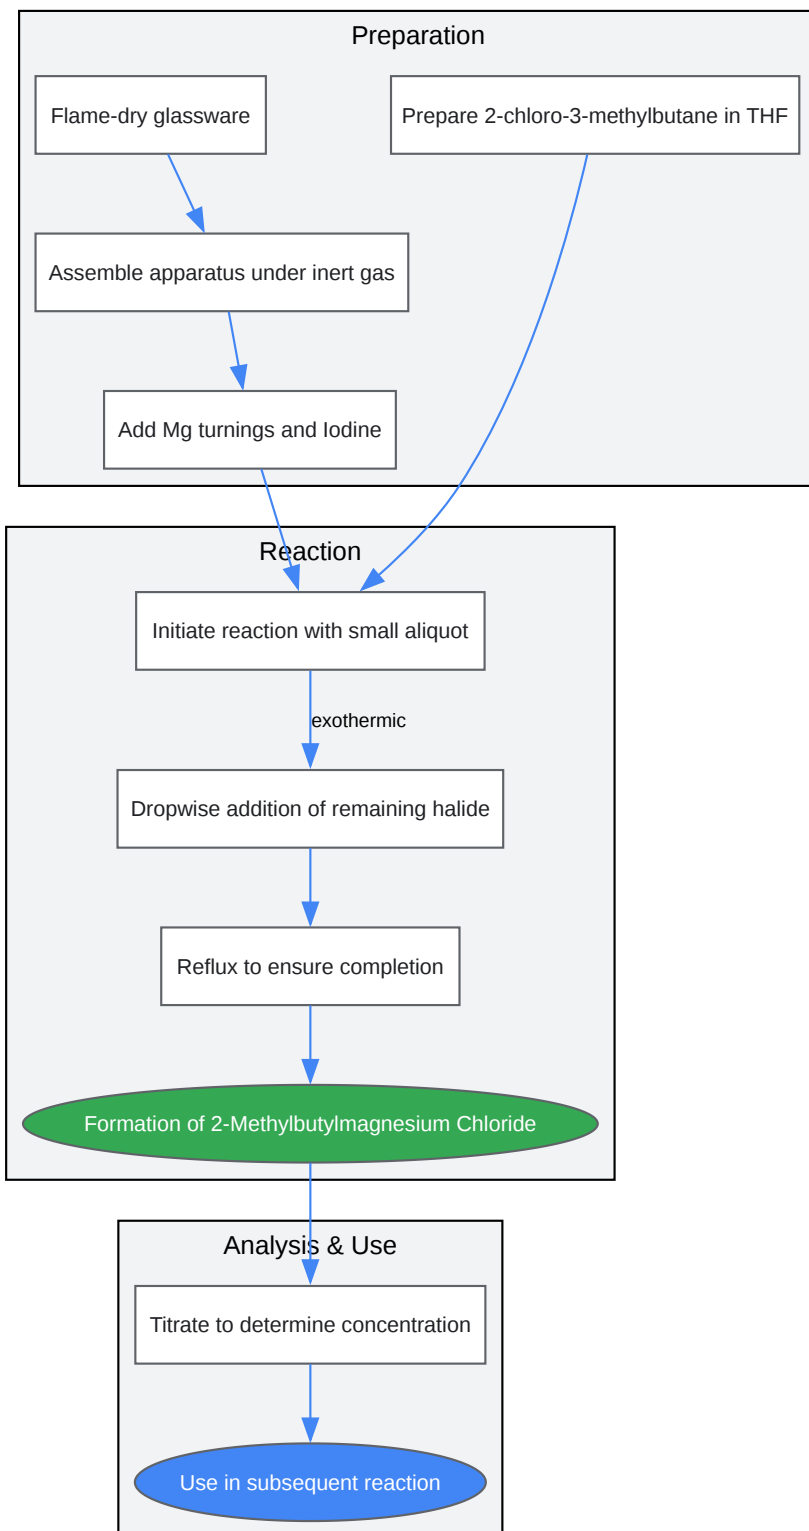 Preparation
Flame-dry glassware
Prepare 2-chloro-3-methylbutane in THF
Assemble apparatus under inert gas
Add Mg turnings and Iodine
Reaction
Initiate reaction with small aliquot
exothermic
Dropwise addition of remaining halide
Reflux to ensure completion
Formation of 2-Methylbutylmagnesium Chloride
Analysis & Use
Titrate to determine concentration
Use in subsequent reaction